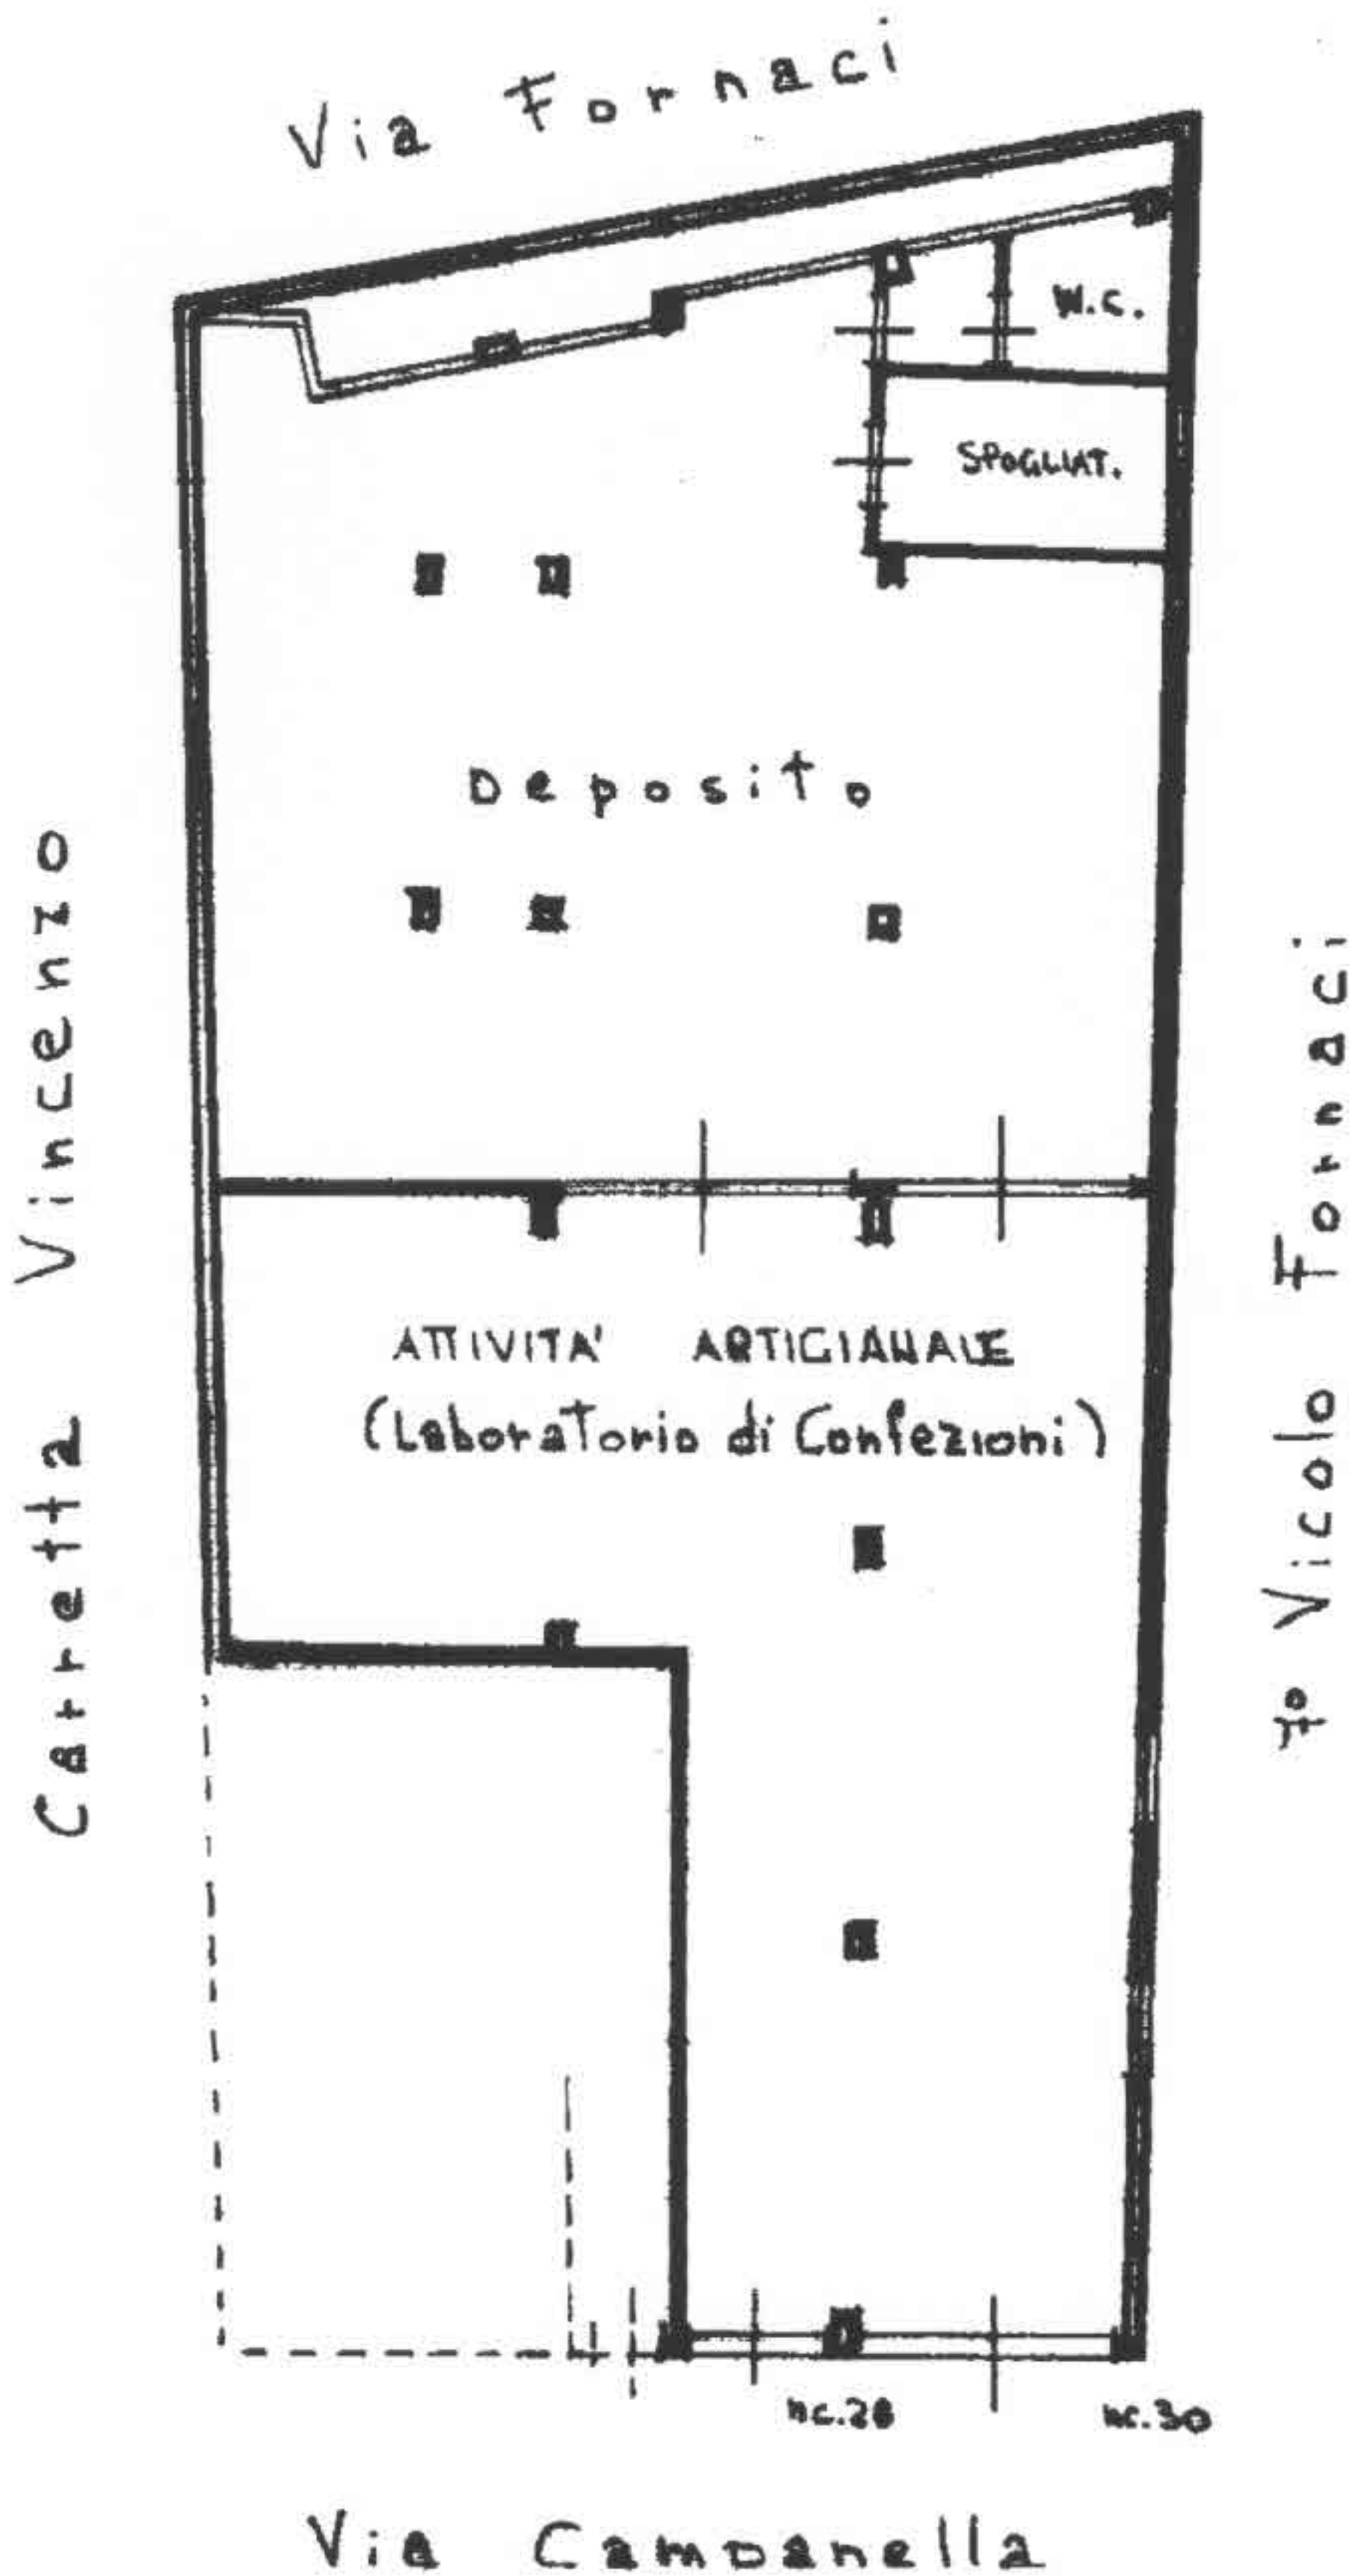 Via Fornaci
W.C.
SPOGLIAT.
Deposito
Carretta Vincenzo
7º Vicolo Fornaci
ATTIVITA' ARTIGIANALE
(Laboratorio di Confezioni)
nc.28 nc.30
Via Campanella